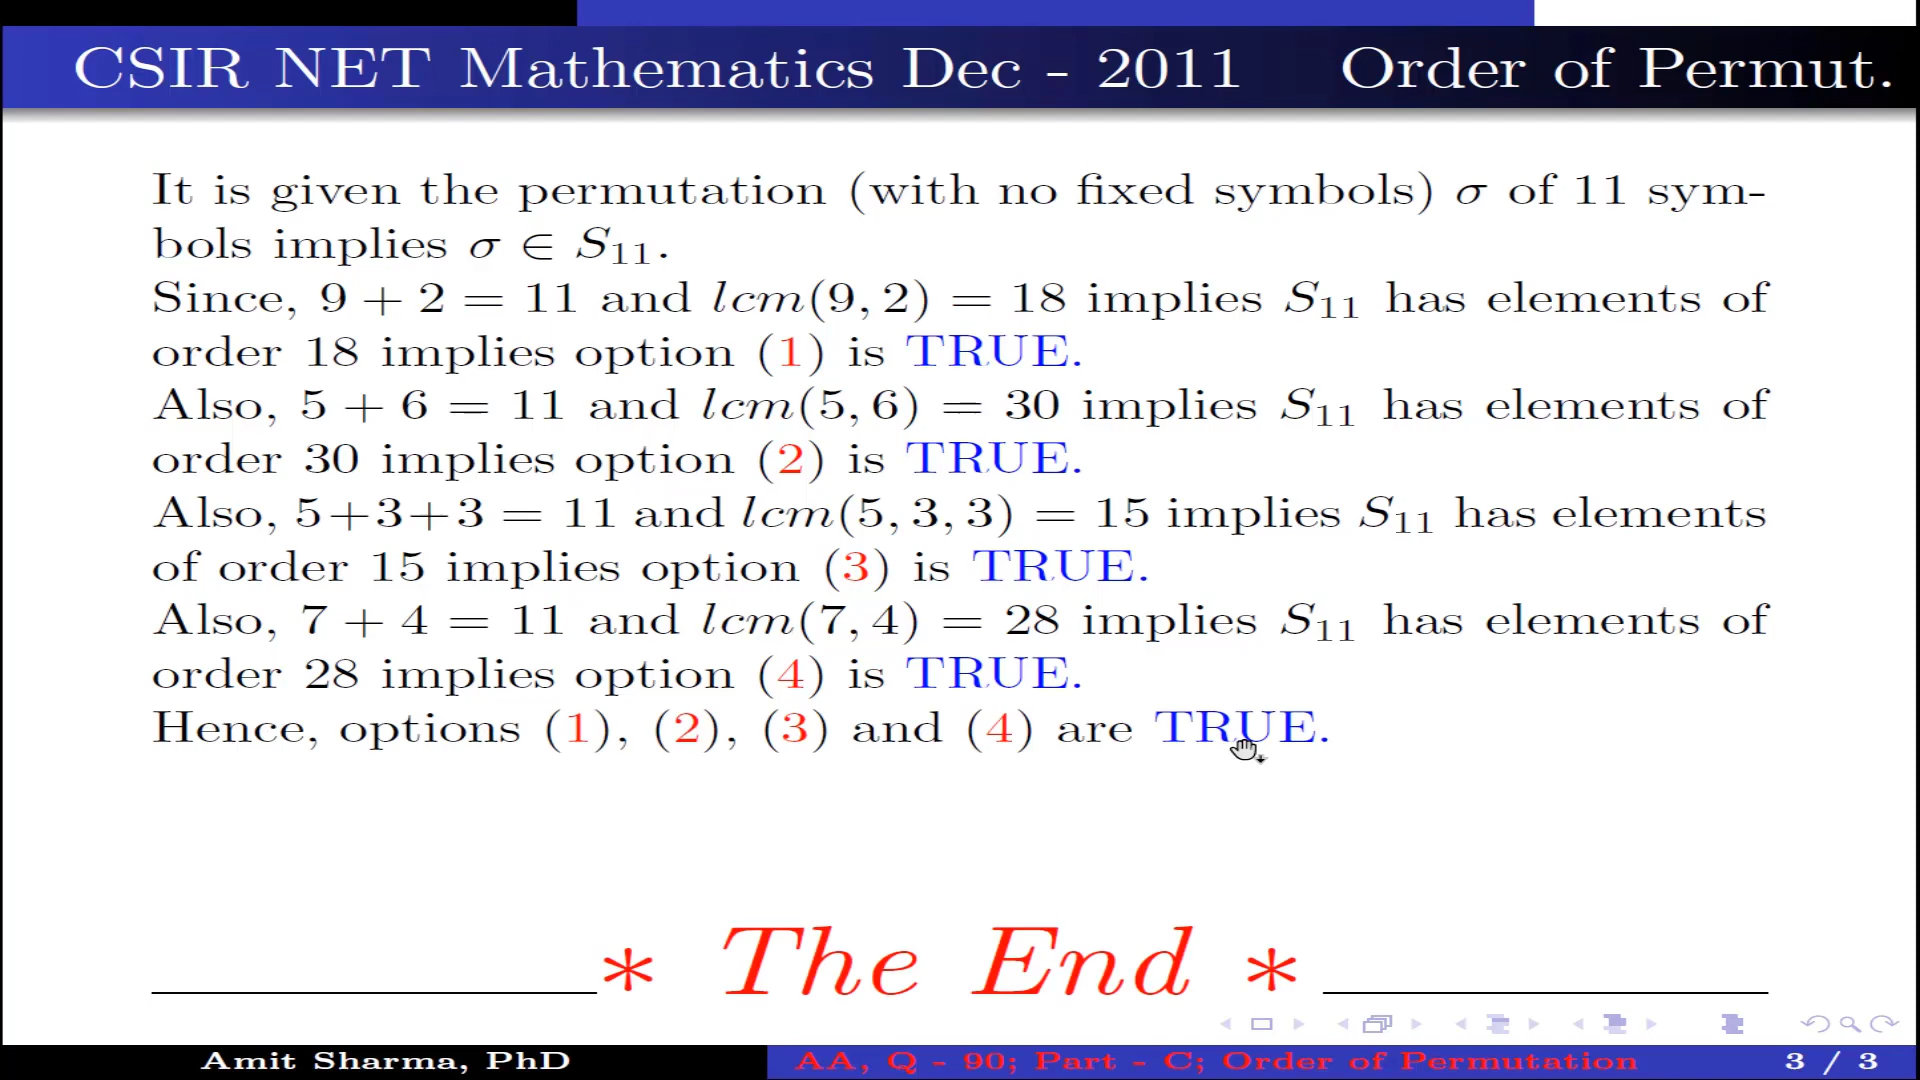 CSIR NET Mathematics Dec - 2011 Order of Permut.
It is given the permutation (with no fixed symbols) σ of 11 sym-
bols implies σ ∈ S₁₁.
Since, 9 + 2 = 11 and lcm(9, 2) = 18 implies S₁₁ has elements of
order 18 implies option (1) is TRUE.
Also, 5 + 6 = 11 and lcm(5, 6) = 30 implies S₁₁ has elements of
order 30 implies option (2) is TRUE.
Also, 5+3+3 = 11 and lcm(5, 3, 3) = 15 implies S₁₁ has elements
of order 15 implies option (3) is TRUE.
Also, 7 + 4 = 11 and lcm(7, 4) = 28 implies S₁₁ has elements of
order 28 implies option (4) is TRUE.
Hence, options (1), (2), (3) and (4) are TRUE.
* The End *
Amit Sharma, PhD AA, Q - 90; Part - C; Order of Permutation 3 / 3